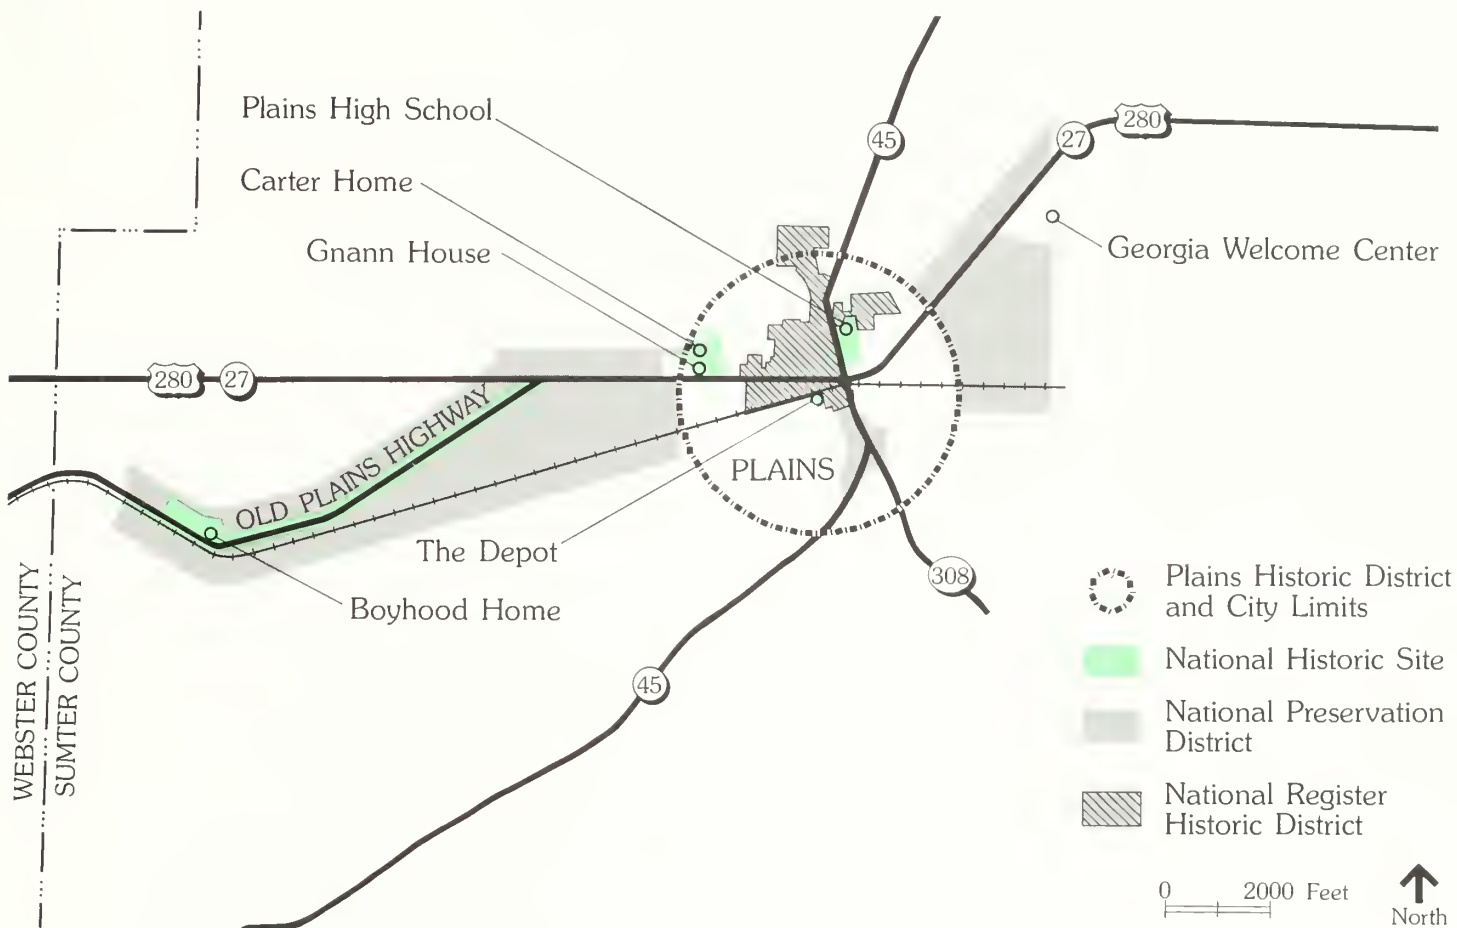 Plains High School
Carter Home
Gnann House
45
27
280
Georgia Welcome Center
280
27
OLD PLAINS HIGHWAY
PLAINS
The Depot
Boyhood Home
308
45
WEBSTER COUNTY
SUMTER COUNTY
Plains Historic District
and City Limits
National Historic Site
National Preservation
District
National Register
Historic District
0 2000 Feet
North